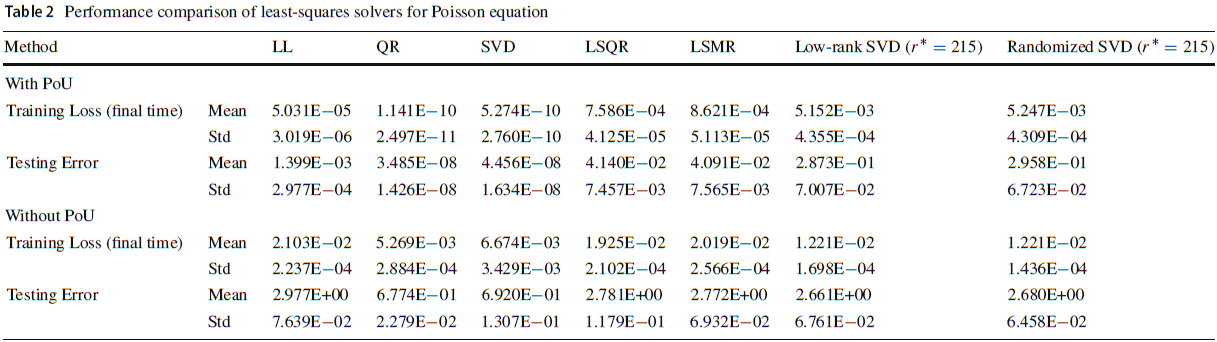 Table 2 Performance comparison of least-squares solvers for Poisson equation
Method LL QR SVD LSQR LSMR Low-rank SVD (r* = 215) Randomized SVD (r* = 215)
With PoU
Training Loss (final time) Mean 5.031E−05 1.141E−10 5.274E−10 7.586E−04 8.621E−04 5.152E−03 5.247E−03
Std 3.019E−06 2.497E−11 2.760E−10 4.125E−05 5.113E−05 4.355E−04 4.309E−04
Testing Error Mean 1.399E−03 3.485E−08 4.456E−08 4.140E−02 4.091E−02 2.873E−01 2.958E−01
Std 2.977E−04 1.426E−08 1.634E−08 7.457E−03 7.565E−03 7.007E−02 6.723E−02
Without PoU
Training Loss (final time) Mean 2.103E−02 5.269E−03 6.674E−03 1.925E−02 2.019E−02 1.221E−02 1.221E−02
Std 2.237E−04 2.884E−04 3.429E−03 2.102E−04 2.566E−04 1.698E−04 1.436E−04
Testing Error Mean 2.977E+00 6.774E−01 6.920E−01 2.781E+00 2.772E+00 2.661E+00 2.680E+00
Std 7.639E−02 2.279E−02 1.307E−01 1.179E−01 6.932E−02 6.761E−02 6.458E−02